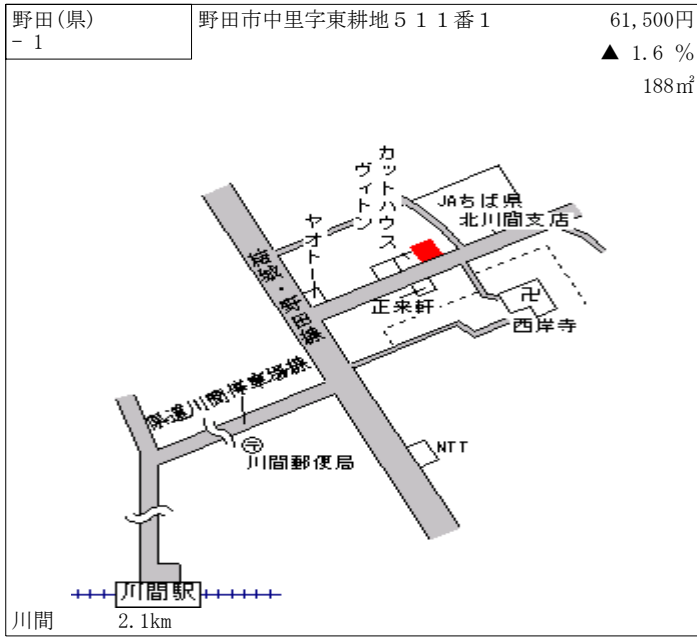 野田(県)
- 1
野田市中里字東耕地５１１番1
61,500円
▲ 1.6 %
188㎡
カットハウス
ヴィトン
JAちば県
北川間支店
ヤオトー
結城・野田線
正来軒
卍
西岸寺
県道川間停車場線
〒
川間郵便局
NTT
川間駅
川間
2.1km